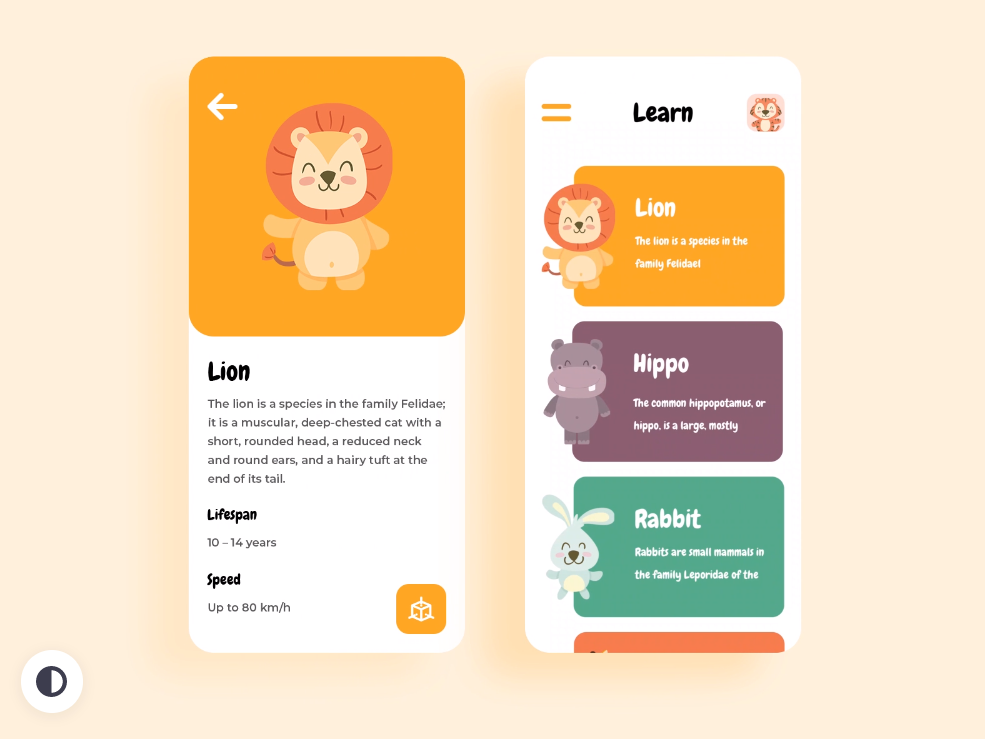 Lion
The lion is a species in the family Felidae;
it is a muscular, deep-chested cat with a
short, rounded head, a reduced neck
and round ears, and a hairy tuft at the
end of its tail.
Lifespan
10 – 14 years
Speed
Up to 80 km/h
Learn
Lion
The lion is a species in the
family Felidael
Hippo
The common hippopotamus, or
hippo, is a large, mostly
Rabbit
Rabbits are small mammals in
the family Leporidae of the